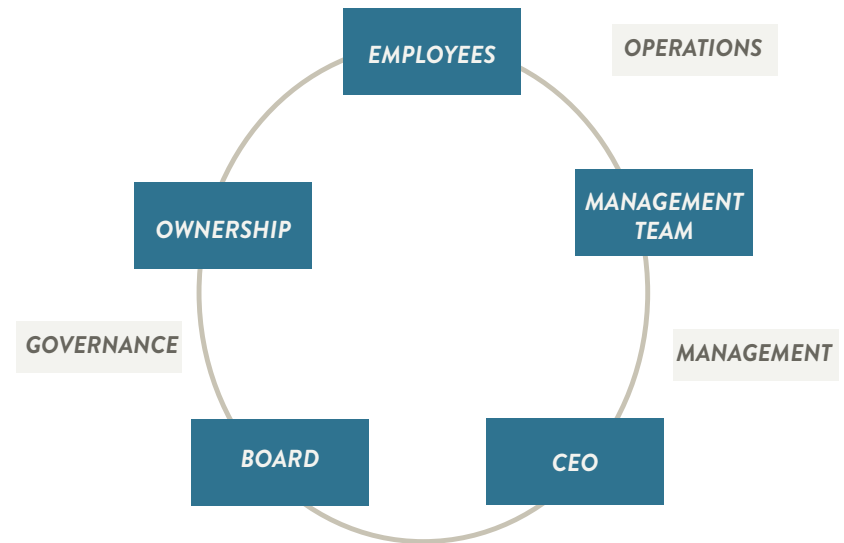 EMPLOYEES
OPERATIONS
OWNERSHIP
MANAGEMENT
TEAM
GOVERNANCE
MANAGEMENT
BOARD
CEO